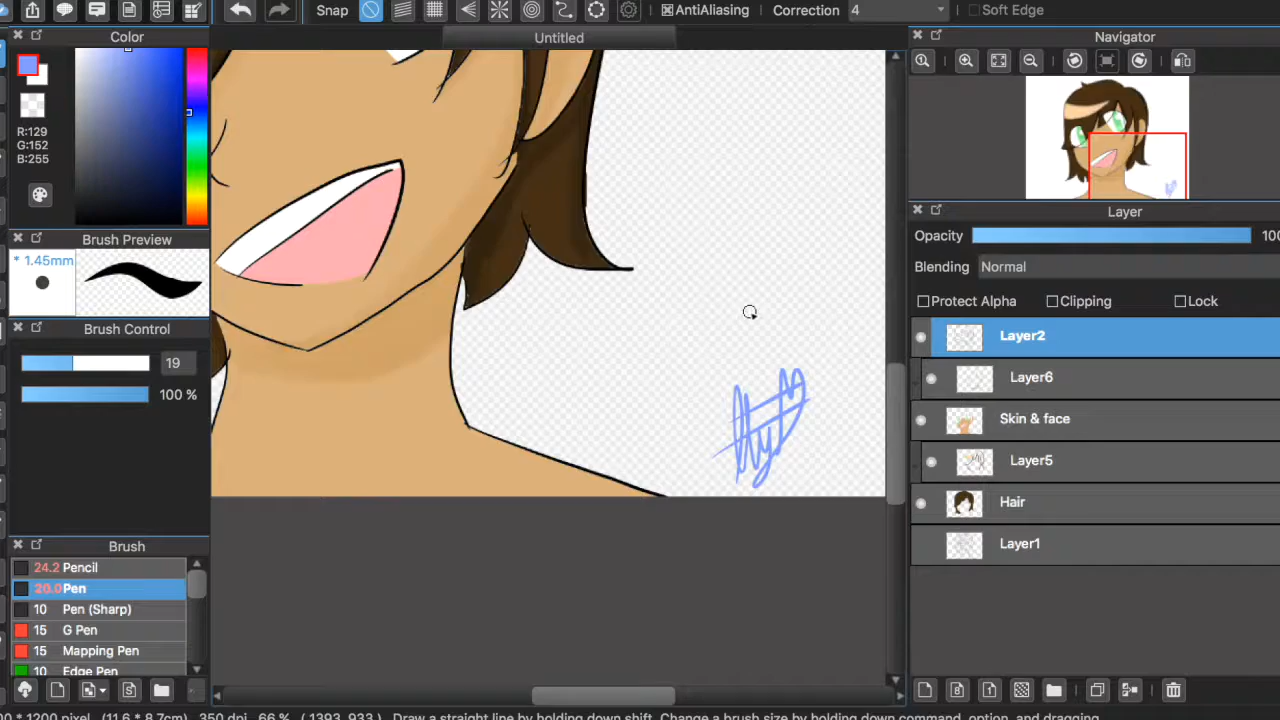 Snap
AntiAliasing
Correction
4
Soft Edge
Color
Untitled
Navigator
R:129
G:152
B:255
Brush Preview
* 1.45mm
Brush Control
19
100 %
Brush
24.2 Pencil
20.0 Pen
10 Pen (Sharp)
15 G Pen
15 Mapping Pen
10 Edge Pen
Layer
Opacity
100
Blending
Normal
Protect Alpha
Clipping
Lock
Layer2
Layer6
Skin & face
Layer5
Hair
Layer1
* 1200 pixel (11.6 * 8.7cm) 350 dpi 66 % ( 1393, 933 ) Draw a straight line by holding down shift, Change a brush size by holding down command, option, and dragging